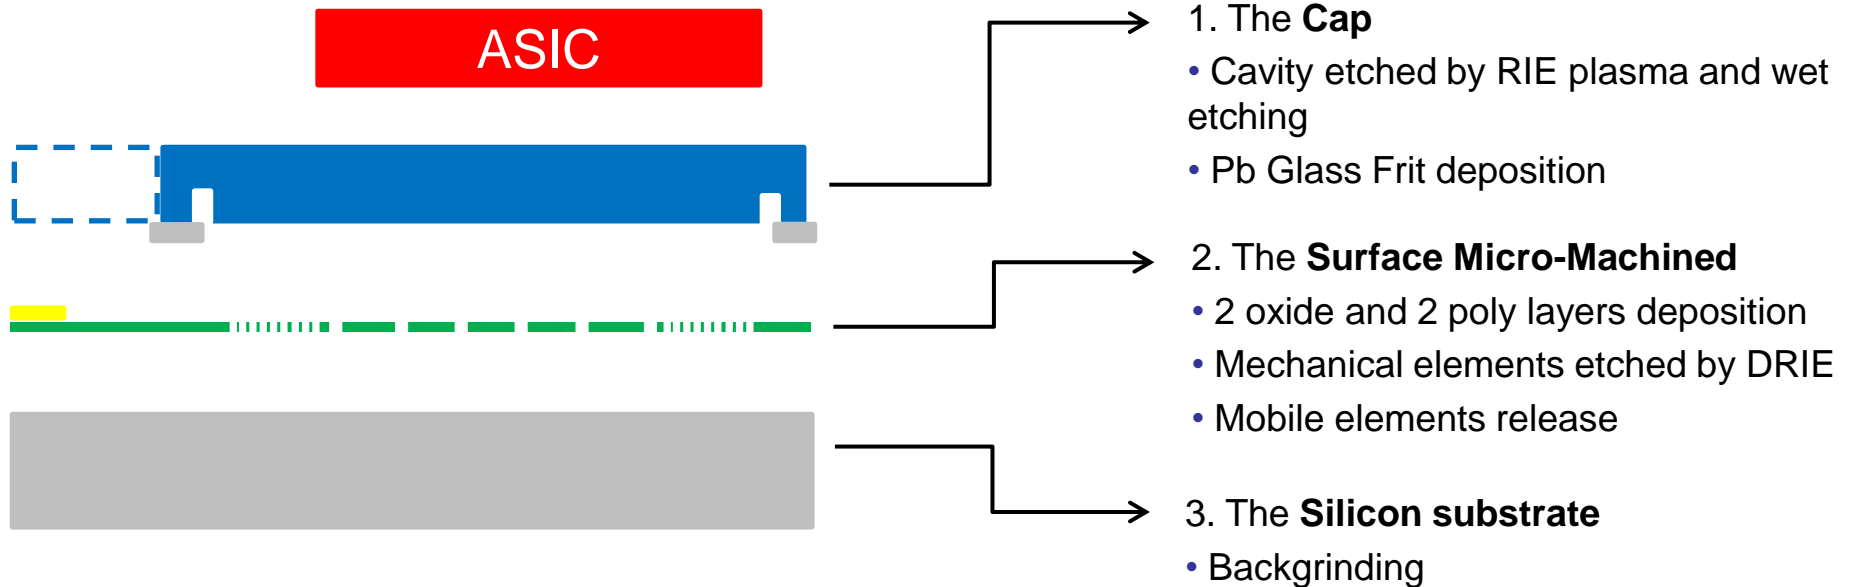 ASIC
1. The Cap
• Cavity etched by RIE plasma and wet
etching
• Pb Glass Frit deposition
2. The Surface Micro-Machined
• 2 oxide and 2 poly layers deposition
• Mechanical elements etched by DRIE
• Mobile elements release
3. The Silicon substrate
• Backgrinding